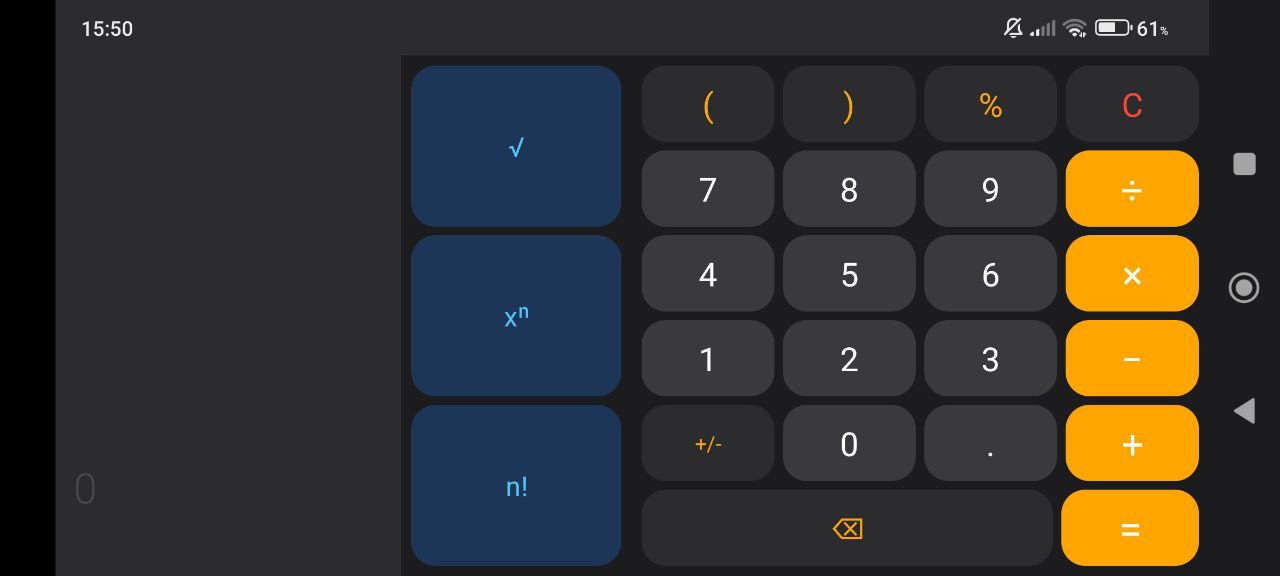 15:50 61%
√ ( ) % C
7 8 9 ÷
4 5 6 ×
xⁿ 1 2 3 −
+/- 0 . +
0 n! =